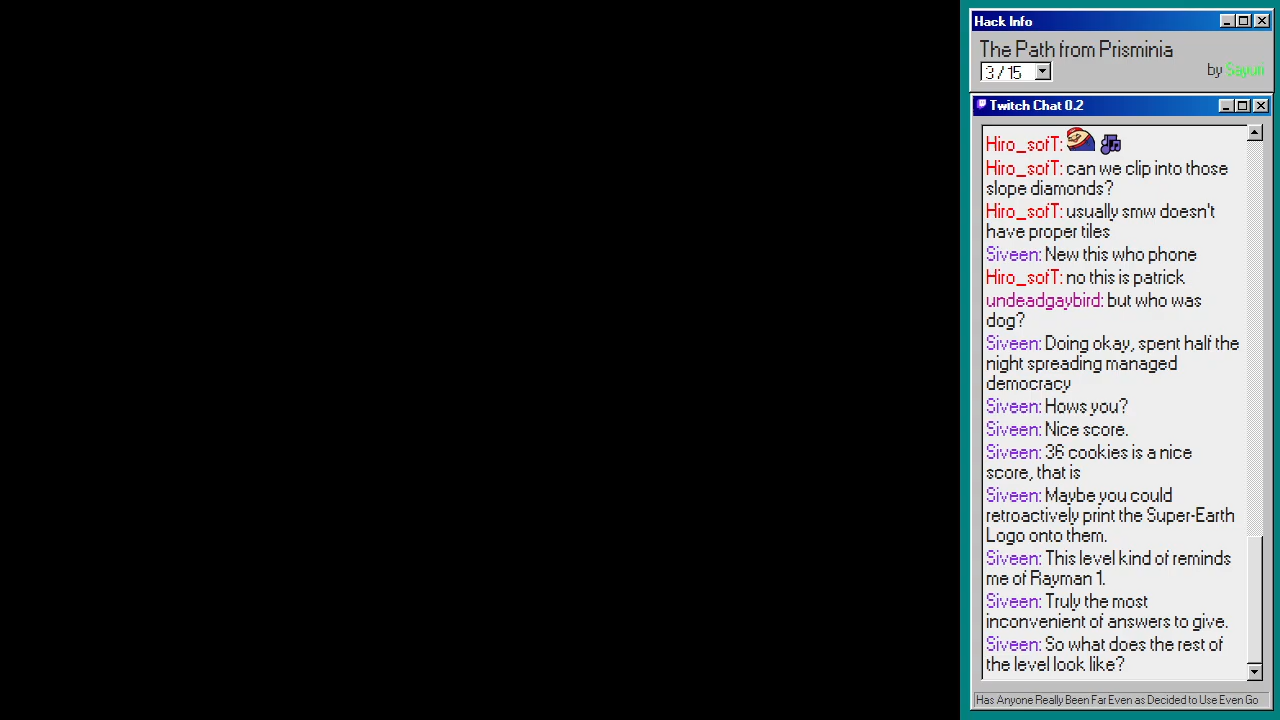 Hack Info
The Path from Prisminia
3 / 15
by Sayuri
Twitch Chat 0.2
Hiro_sofT:
Hiro_sofT: can we clip into those
slope diamonds?
Hiro_sofT: usually smw doesn't
have proper tiles
Siveen: New this who phone
Hiro_sofT: no this is patrick
undeadgaybird: but who was
dog?
Siveen: Doing okay, spent half the
night spreading managed
democracy
Siveen: Hows you?
Siveen: Nice score.
Siveen: 36 cookies is a nice
score, that is
Siveen: Maybe you could
retroactively print the Super-Earth
Logo onto them.
Siveen: This level kind of reminds
me of Rayman 1.
Siveen: Truly the most
inconvenient of answers to give.
Siveen: So what does the rest of
the level look like?
Has Anyone Really Been Far Even as Decided to Use Even Go